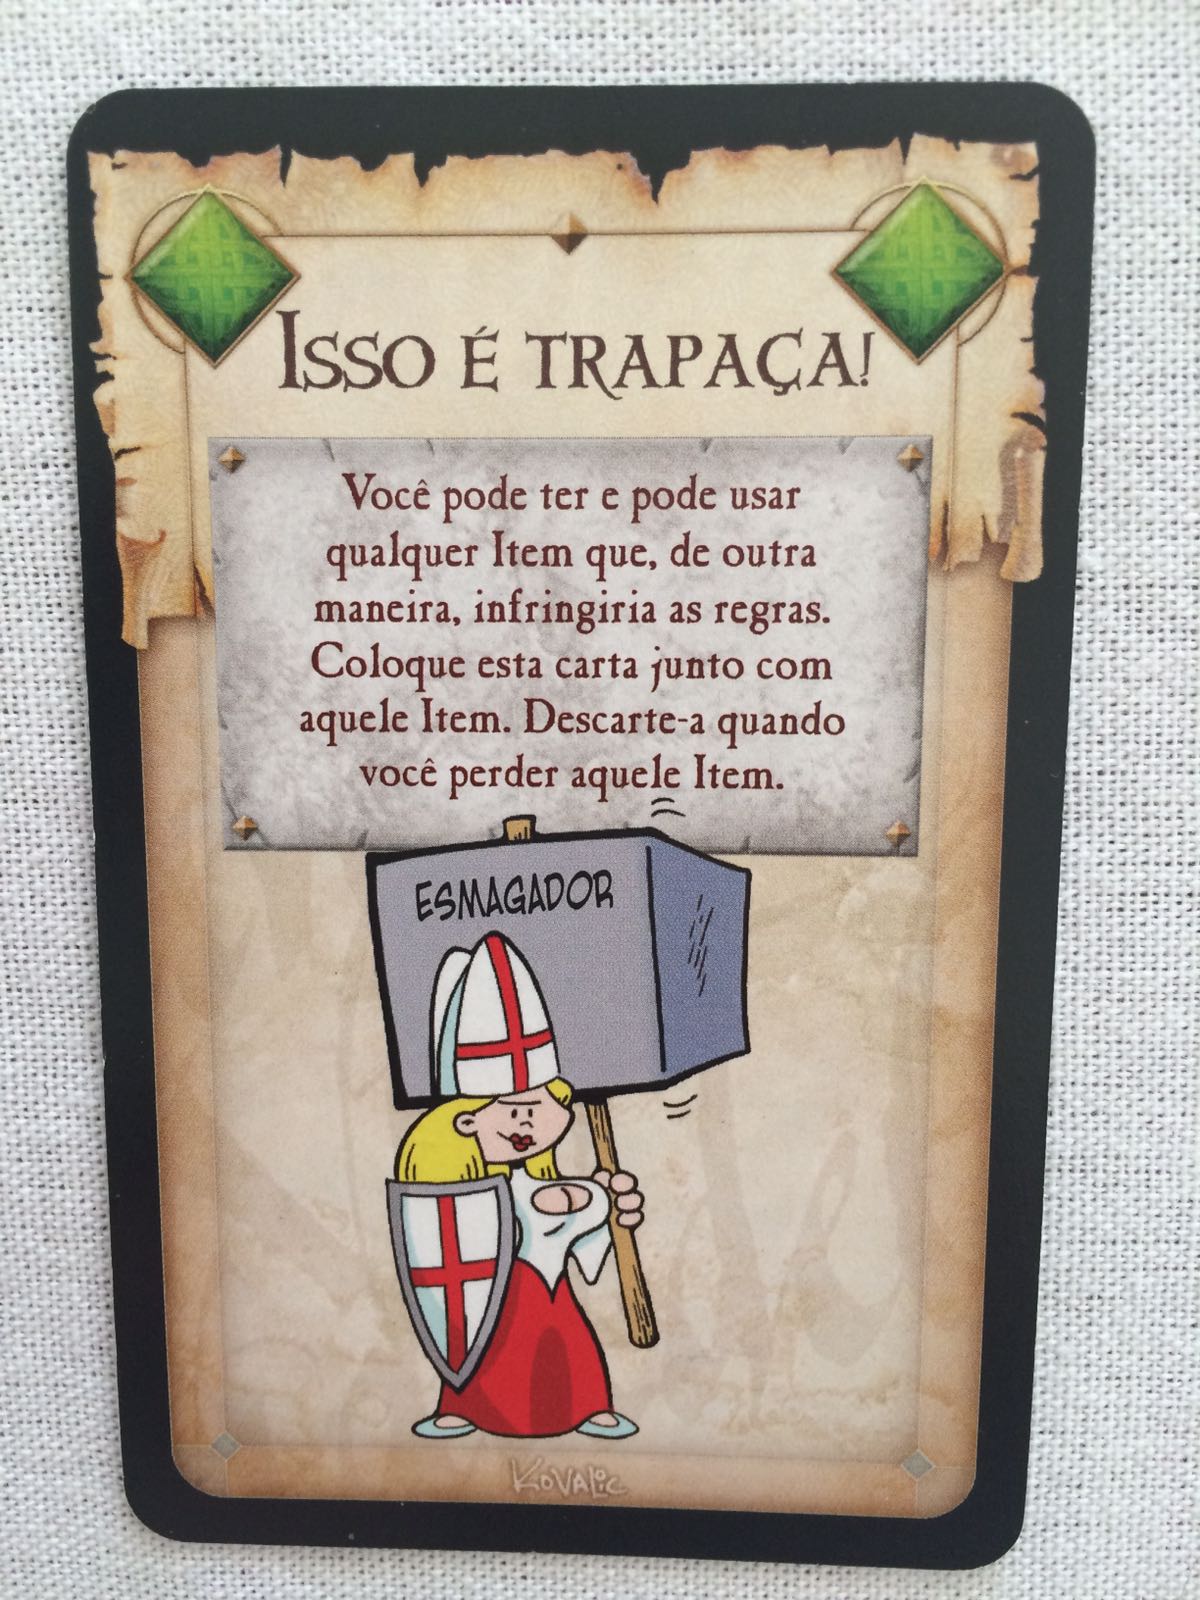 Isso é trapaça!
Você pode ter e pode usar
qualquer Item que, de outra
maneira, infringiria as regras.
Coloque esta carta junto com
aquele Item. Descarte-a quando
você perder aquele Item.
ESMAGADOR
KOVALIC